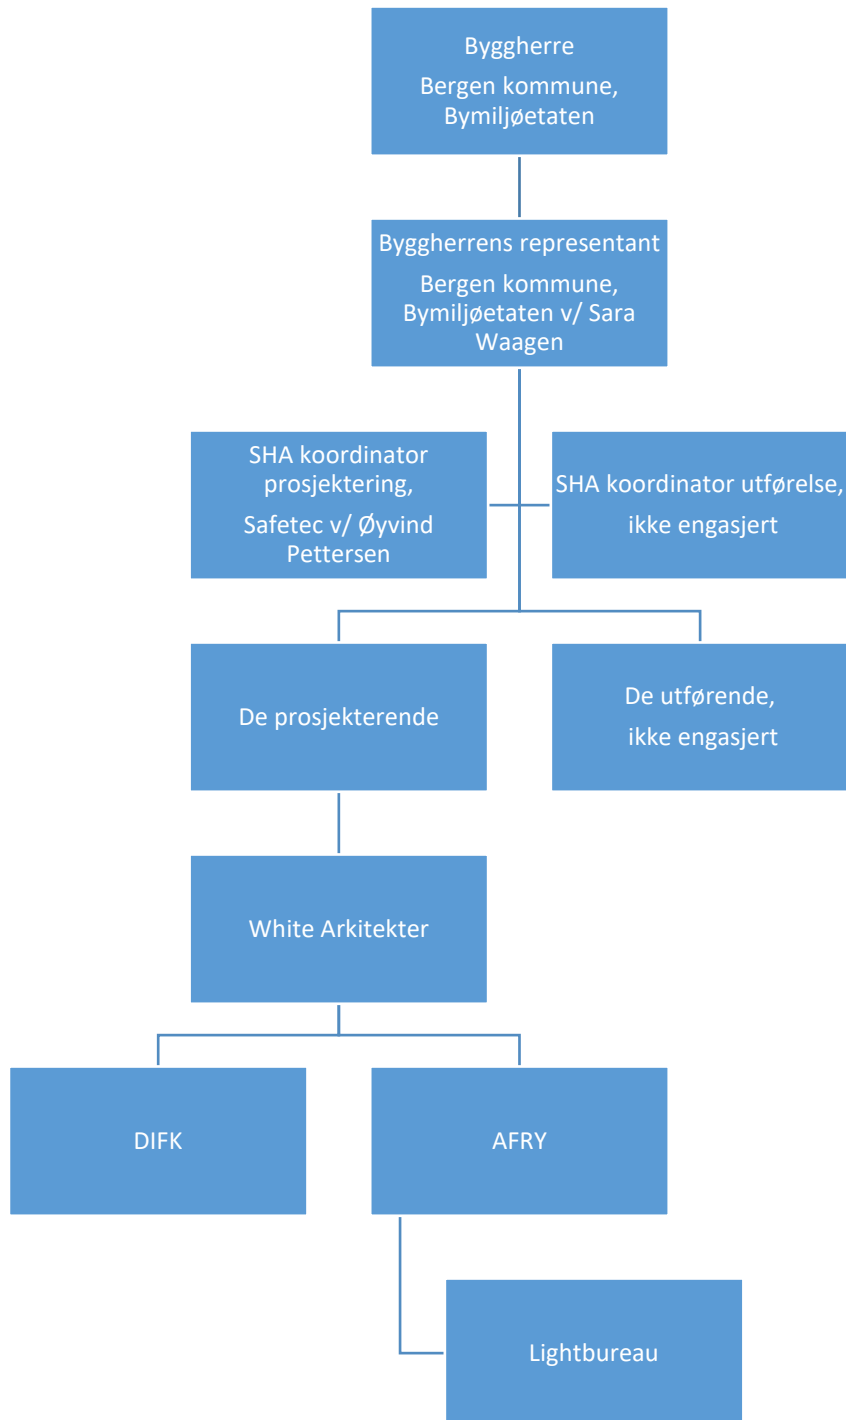 Byggherre
Bergen kommune,
Bymiljøetaten
Byggherrens representant
Bergen kommune,
Bymiljøetaten v/ Sara
Waagen
SHA koordinator
prosjektering,
Safetec v/ Øyvind
Pettersen
SHA koordinator utførelse,
ikke engasjert
De prosjekterende
De utførende,
ikke engasjert
White Arkitekter
DIFK
AFRY
Lightbureau